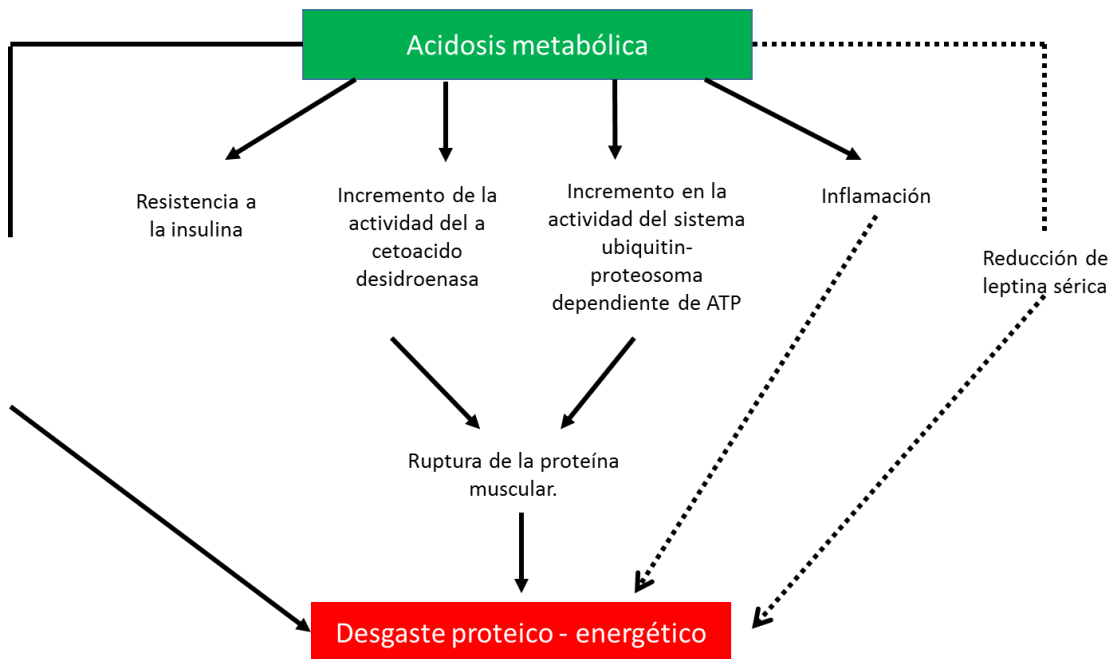 Acidosis metabólica
Resistencia a
la insulina
Incremento de la
actividad del a
cetoacido
desidroenasa
Incremento en la
actividad del sistema
ubiquitin-
proteosoma
dependiente de ATP
Inflamación
Reducción de
leptina sérica
Ruptura de la proteína
muscular.
Desgaste proteico - energético